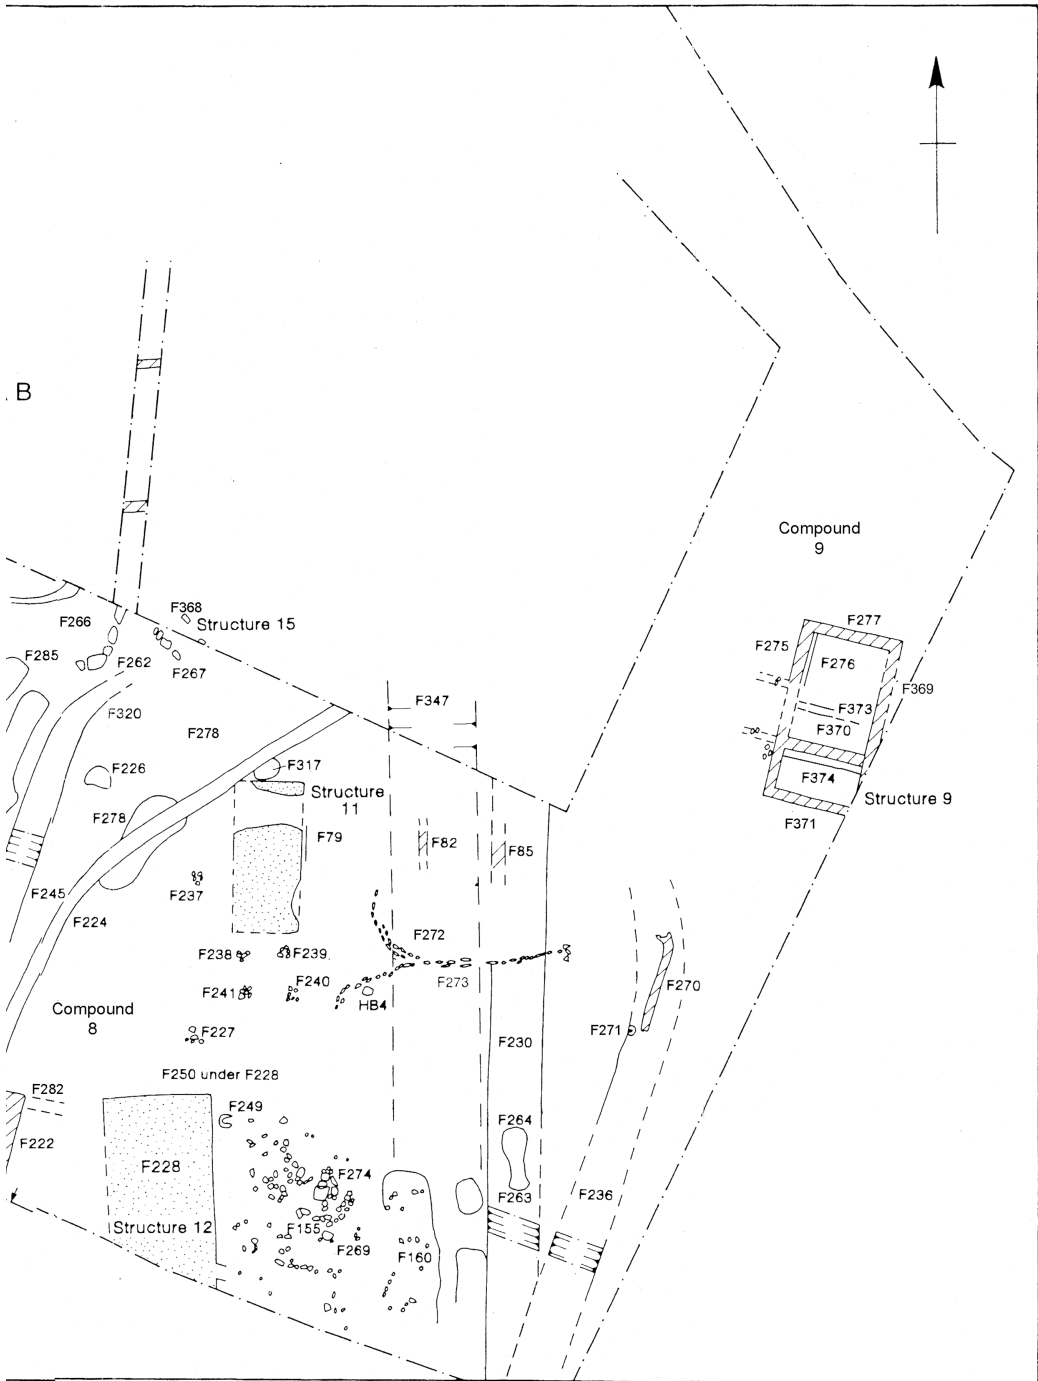 . B
Compound
9
F368
Structure 15
F266
F277
F275
F285
F262
F276
F267
F369
F347
F320
F373
F278
F370
F317
F226
F374
Structure
11
Structure 9
F278
F371
F79
F82
F85
F237
F245
F224
F272
F238
F239.
F240
F273
F270
F241
HB4
Compound
8
F271
F227
F230
F250 under F228
F282
F249
F264
F222
F228
F274
F263
F236
Structure 12
F155
F269
F160